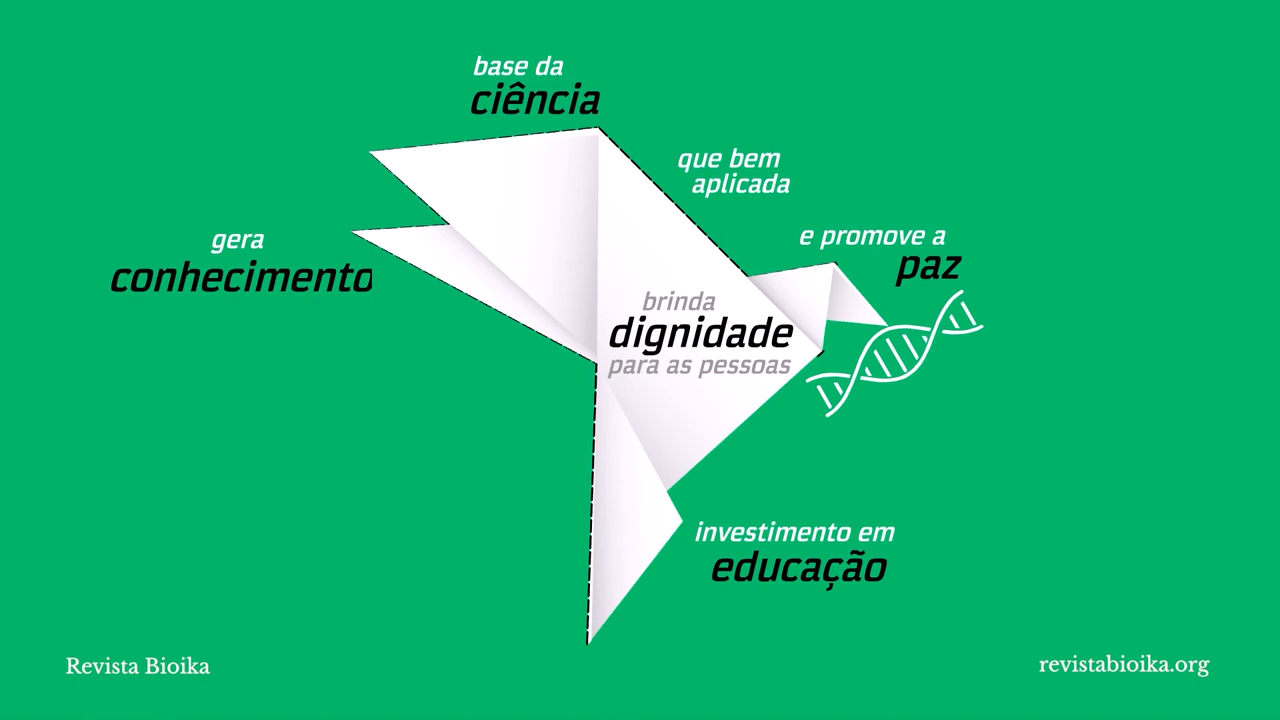 base da
ciência
que bem
aplicada
e promove a
paz
gera
conhecimento
brinda
dignidade
para as pessoas
investimento em
educação
Revista Bioika
revistabioika.org